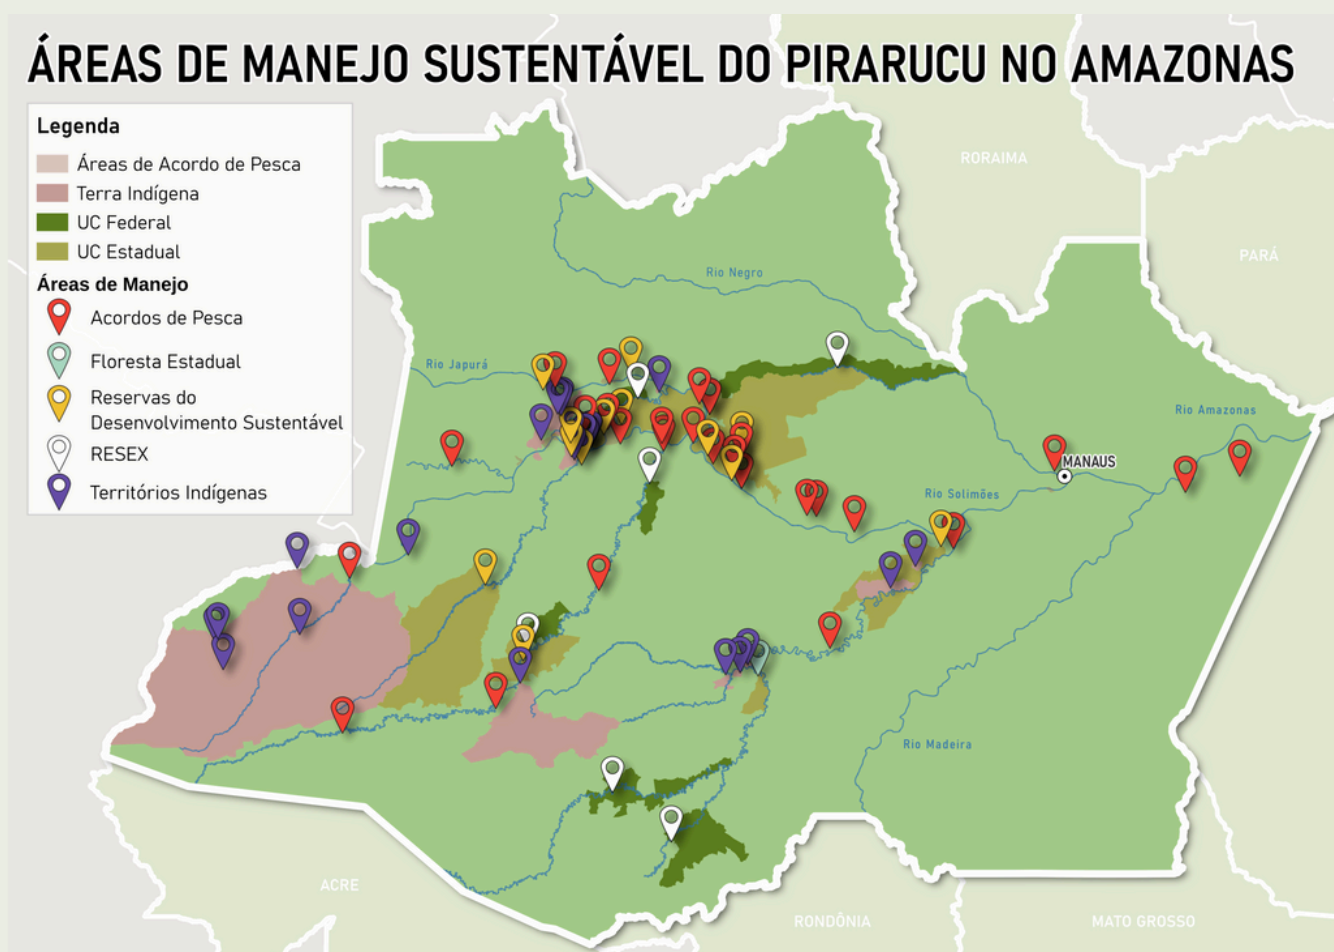 ÁREAS DE MANEJO SUSTENTÁVEL DO PIRARUCU NO AMAZONAS
Legenda
Áreas de Acordo de Pesca
Terra Indígena
UC Federal
UC Estadual
Áreas de Manejo
Acordos de Pesca
Floresta Estadual
Reservas do
Desenvolvimento Sustentável
RESEX
Territórios Indígenas
RORAIMA
PARÁ
Rio Negro
Rio Japurá
Rio Amazonas
MANAUS
Rio Solimões
Rio Madeira
ACRE
RONDÔNIA
MATO GROSSO